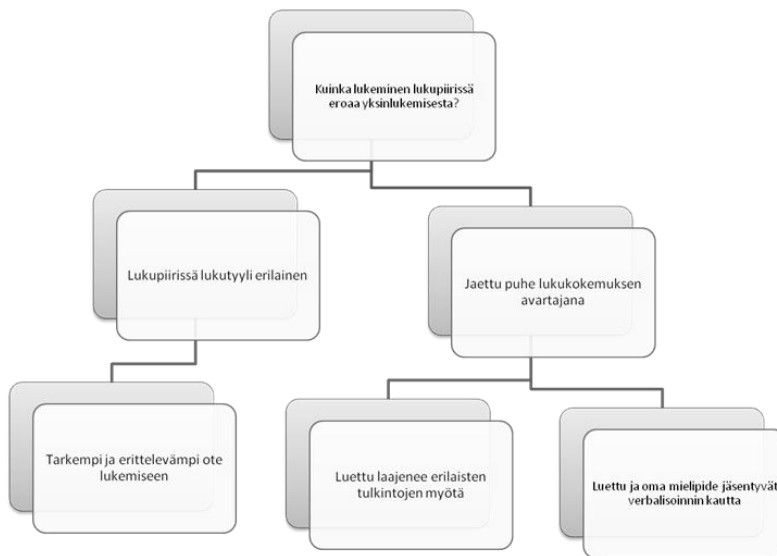 Kuinka lukeminen lukupiirissä
eroaa yksinlukemisesta?
Lukupiirissä lukutyyli erilainen
Jaettu puhe lukukokemuksen
avartajana
Tarkempi ja erittelevämpi ote
lukemiseen
Luettu laajenee erilaisten
tulkintojen myötä
Luettu ja oma mielipide jäsentyvät
verbalisoinnin kautta